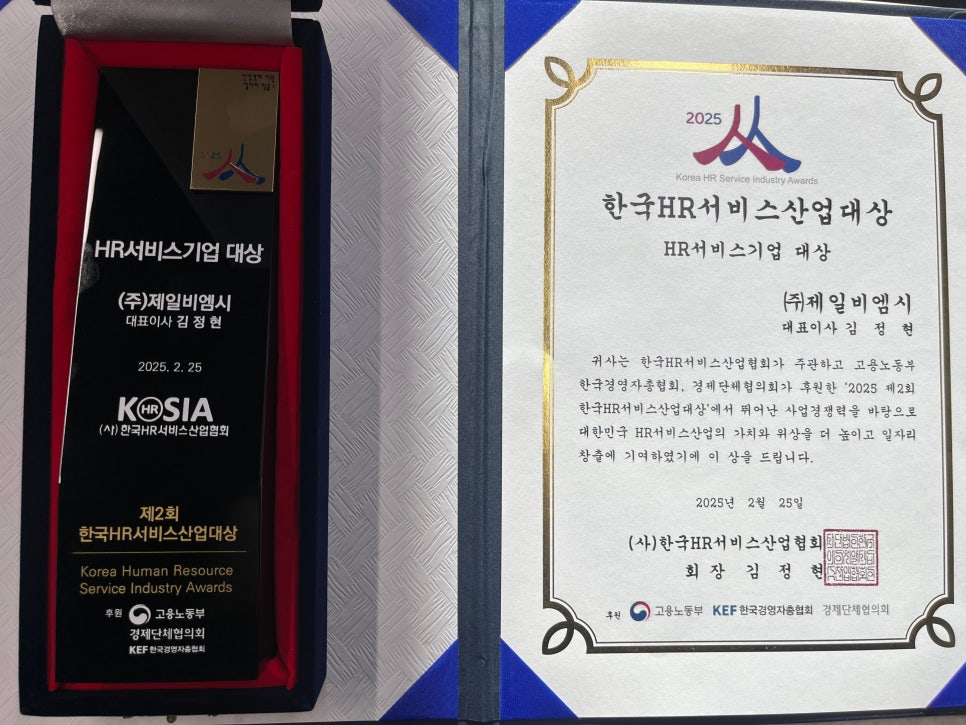 2025
HR서비스기업 대상
(주)제일비엠시
대표이사 김 정 현
2025. 2. 25
KOSIA
HR
(사)한국HR서비스산업협회
제2회
한국HR서비스산업대상
Korea Human Resource
Service Industry Awards
후원 고용노동부
경제단체협의회
KEF 한국경영자총협회
2025
Korea HR Service Industry Awards
한국HR서비스산업대상
HR서비스기업 대상
㈜제일비엠시
대표이사 김 정 현
귀사는 한국HR서비스산업협회가 주관하고 고용노동부
한국경영자총협회, 경제단체협의회가 후원한 '2025 제2회
한국HR서비스산업대상'에서 뛰어난 사업경쟁력을 바탕으로
대한민국 HR서비스산업의 가치와 위상을 더 높이고 일자리
창출에 기여하였기에 이 상을 드립니다.
2025년 2월 25일
(사)한국HR서비스산업협회
회 장 김 정 현
후원 고용노동부 KEF 한국경영자총협회 경제단체협의회